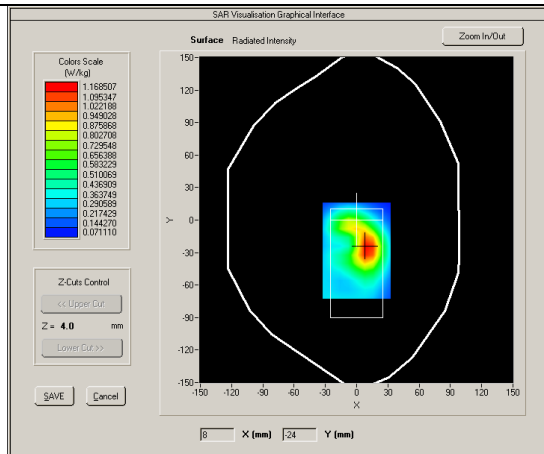 SAR Visualisation Graphical Interface
Surface Radiated Intensity
Zoom In/Out
Colors Scale
(W/kg)
1.168507
1.095347
1.022188
0.949028
0.875868
0.802708
0.729548
0.656388
0.583229
0.510069
0.436909
0.363749
0.290589
0.217429
0.144270
0.071110
Z-Cuts Control
<< Upper Cut
Z = 4.0 mm
Lower Cut >>
SAVE Cancel
150-
120-
90-
60-
30-
0-
-30-
-60-
-90-
-120-
-150-
Y
-150 -120 -90 -60 -30 0 30 60 90 120 150
X
8 X (mm) -24 Y (mm)